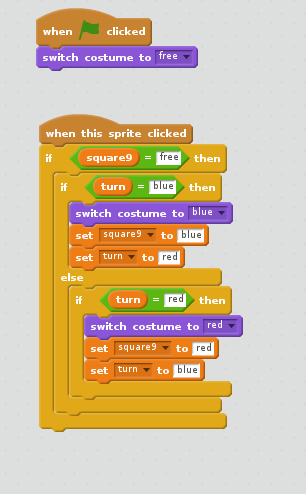 when clicked
switch costume to free
when this sprite clicked
if square9 = free then
if turn = blue then
switch costume to blue
set square9 to blue
set turn to red
else
if turn = red then
switch costume to red
set square9 to red
set turn to blue